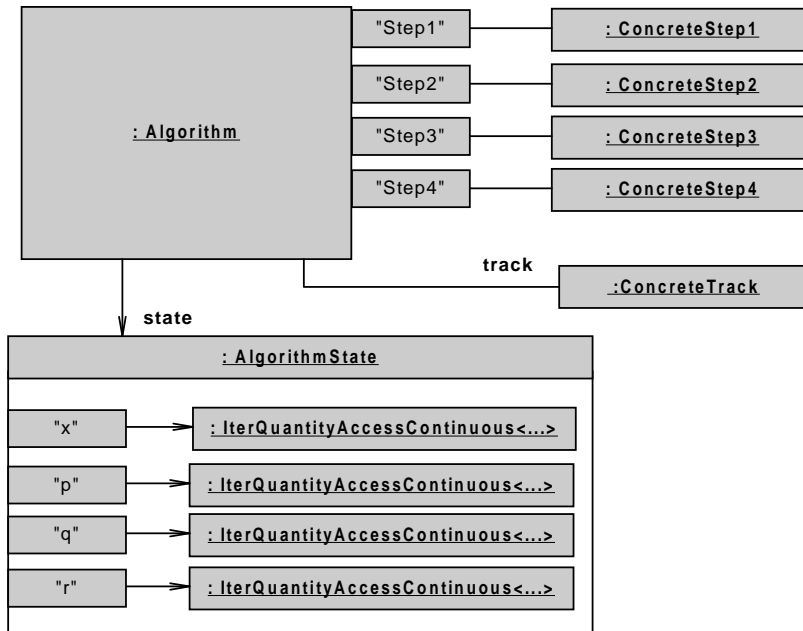 "Step1"
: ConcreteStep1
"Step2"
: ConcreteStep2
: Algorithm
"Step3"
: ConcreteStep3
"Step4"
: ConcreteStep4
track
:ConcreteTrack
state
: AlgorithmState
"x"
: IterQuantityAccessContinuous<...>
"p"
: IterQuantityAccessContinuous<...>
"q"
: IterQuantityAccessContinuous<...>
"r"
: IterQuantityAccessContinuous<...>